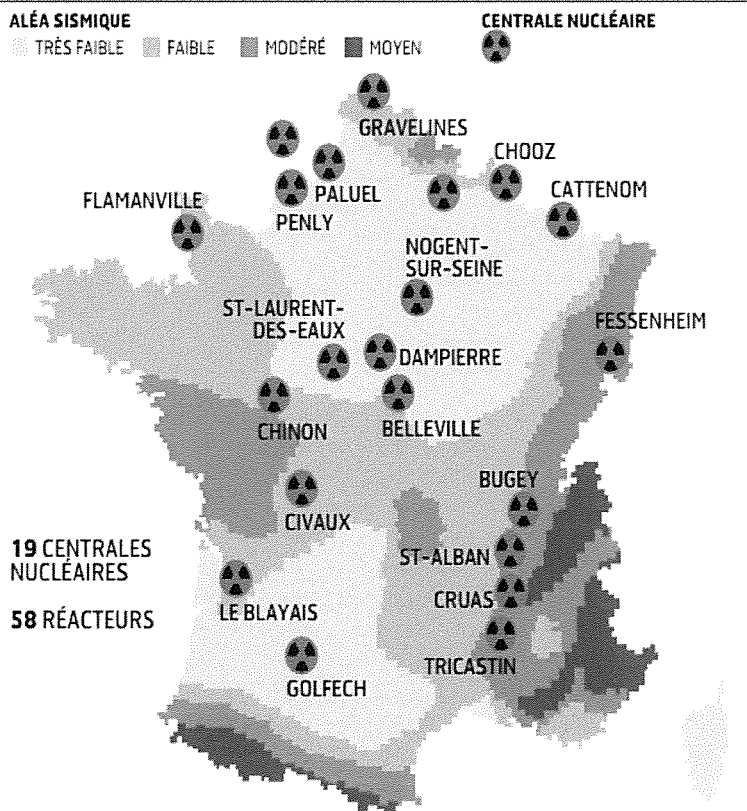 ALÉA SISMIQUE
TRÈS FAIBLE FAIBLE MODÉRÉ MOYEN
CENTRALE NUCLÉAIRE
GRAVELINES
CHOOZ
PALUEL
CATTENOM
FLAMANVILLE
PENLY
NOGENT-
SUR-SEINE
ST-LAURENT-
DES-EAUX
FESSENHEIM
DAMPIERRE
CHINON
BELLEVILLE
BUGEY
CIVAUX
19 CENTRALES
NUCLÉAIRES
ST-ALBAN
CRUAS
58 RÉACTEURS
LE BLAYAIS
TRICASTIN
GOLFECH